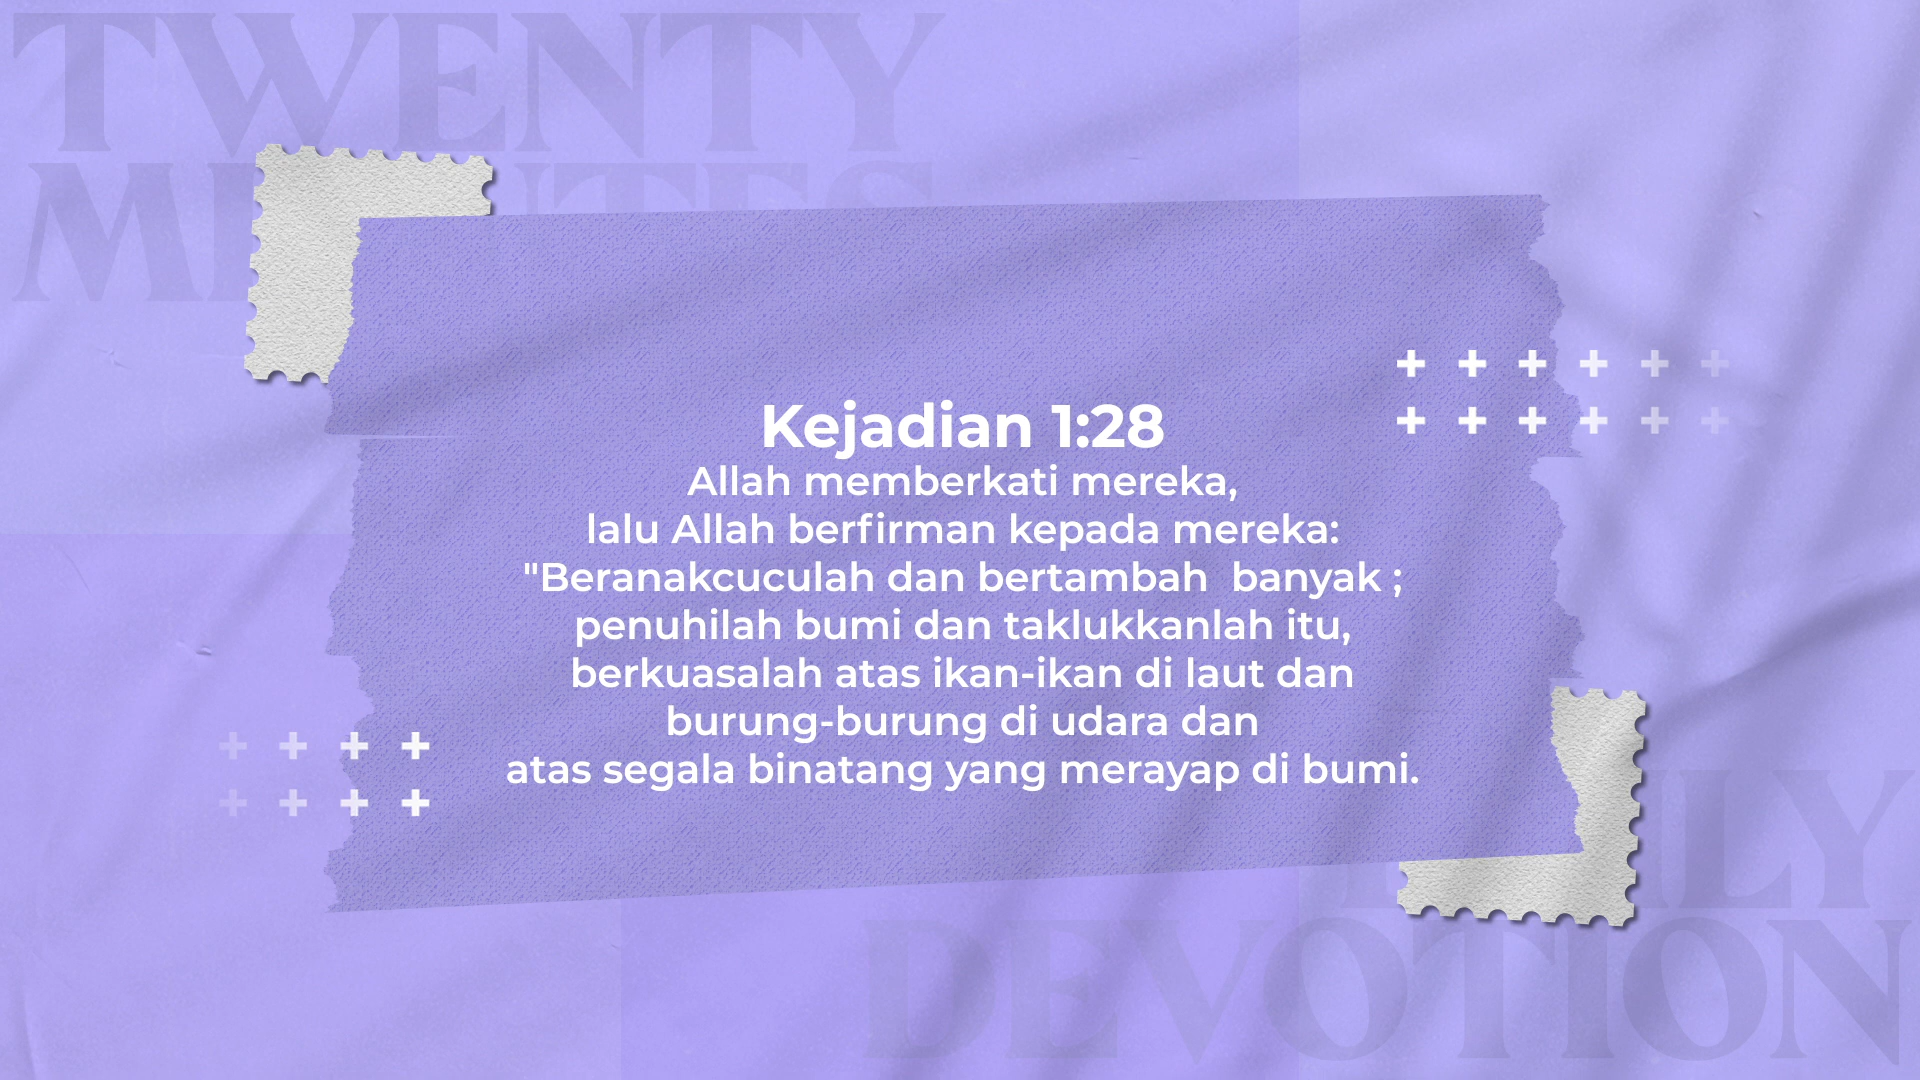 TWENTY
Kejadian 1:28
Allah memberkati mereka,
lalu Allah berfirman kepada mereka:
"Beranakcuculah dan bertambah  banyak ;
penuhilah bumi dan taklukkanlah itu,
berkuasalah atas ikan-ikan di laut dan
burung-burung di udara dan
atas segala binatang yang merayap di bumi.
DEVOTION